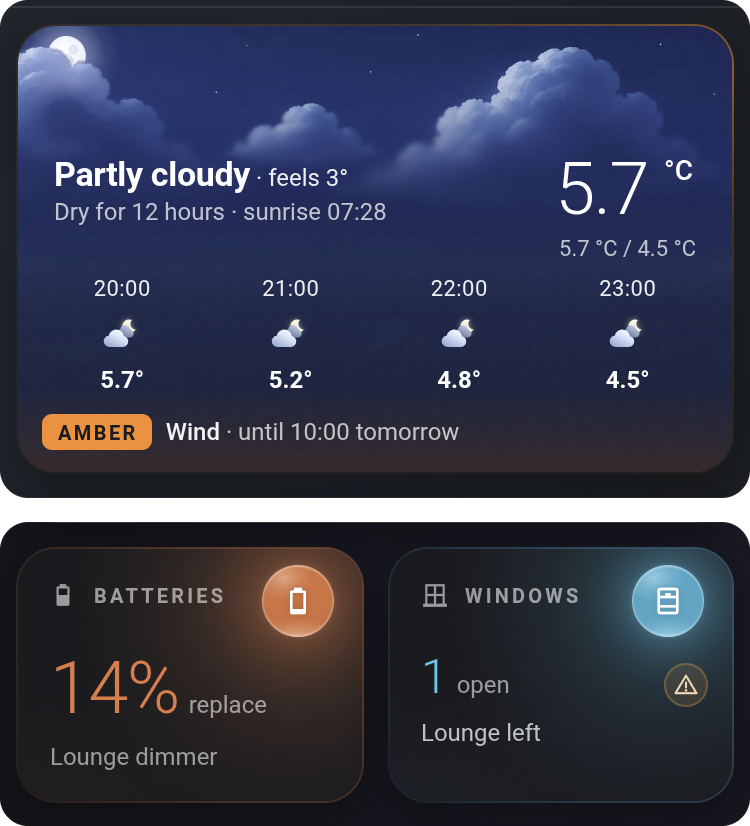 Partly cloudy · feels 3°
5.7 °C
Dry for 12 hours · sunrise 07:28
5.7 °C / 4.5 °C
20:00 21:00 22:00 23:00
5.7° 5.2° 4.8° 4.5°
AMBER Wind · until 10:00 tomorrow
BATTERIES
14% replace
Lounge dimmer
WINDOWS
1 open
Lounge left